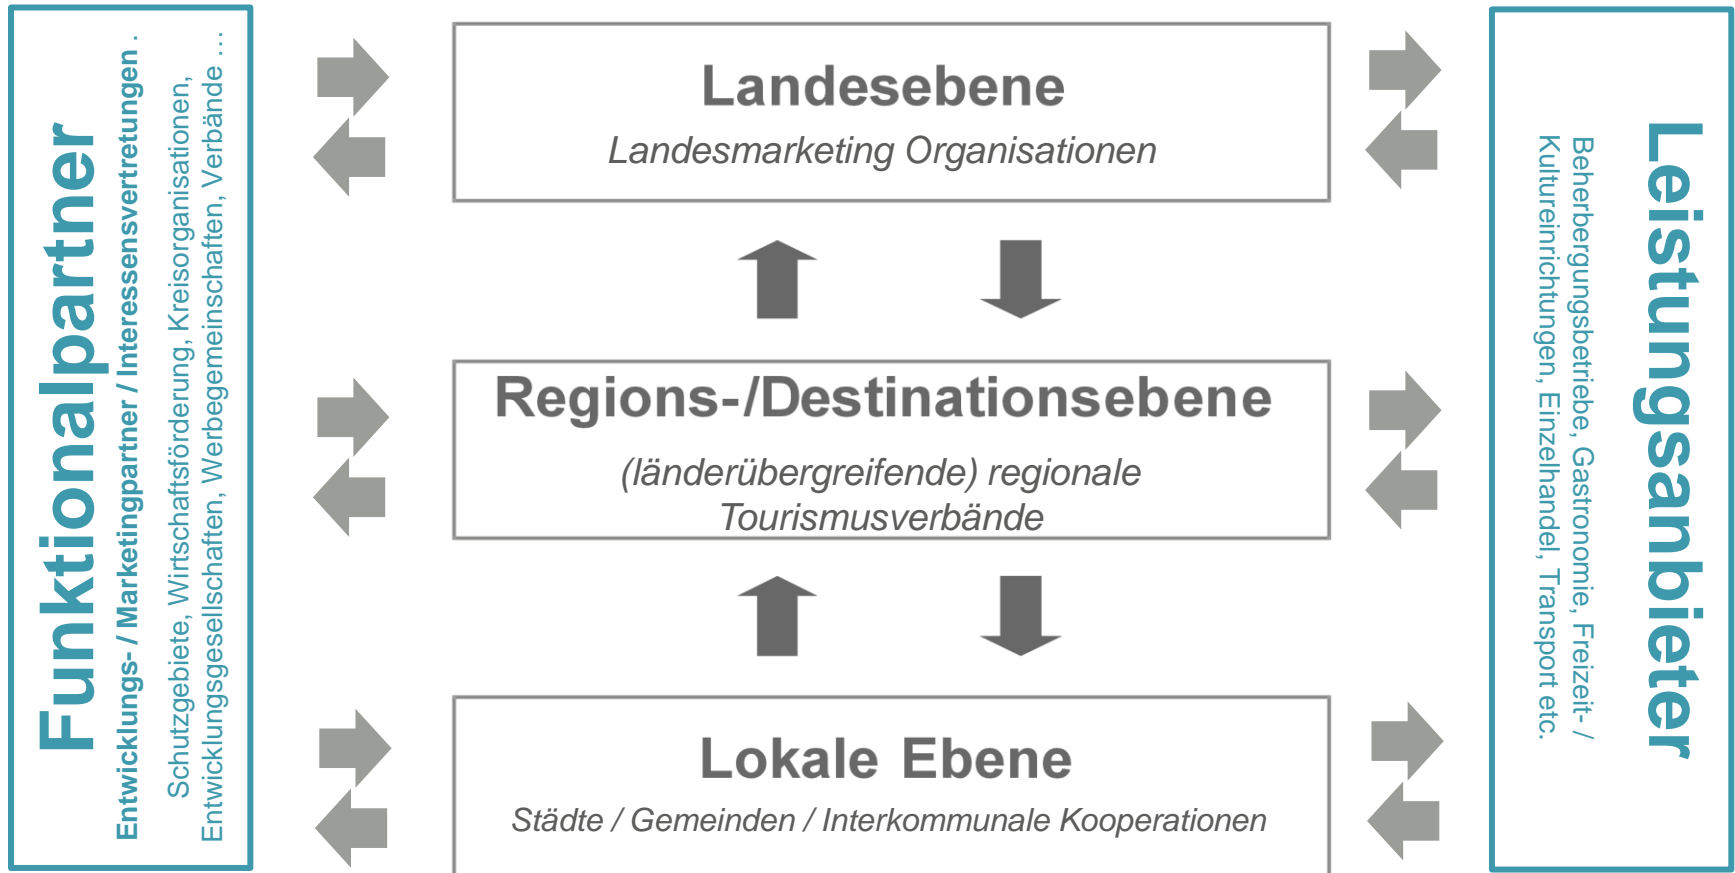 Funktionalpartner
Entwicklungs- / Marketingpartner / Interessensvertretungen .
Schutzgebiete, Wirtschaftsförderung, Kreisorganisationen,
Entwicklungsgesellschaften, Werbegemeinschaften, Verbände ...
Landesebene
Landesmarketing Organisationen
Regions-/Destinationsebene
(länderübergreifende) regionale
Tourismusverbände
Lokale Ebene
Städte / Gemeinden / Interkommunale Kooperationen
Leistungsanbieter
Beherbergungsbetriebe, Gastronomie, Freizeit- /
Kultureinrichtungen, Einzelhandel, Transport etc.